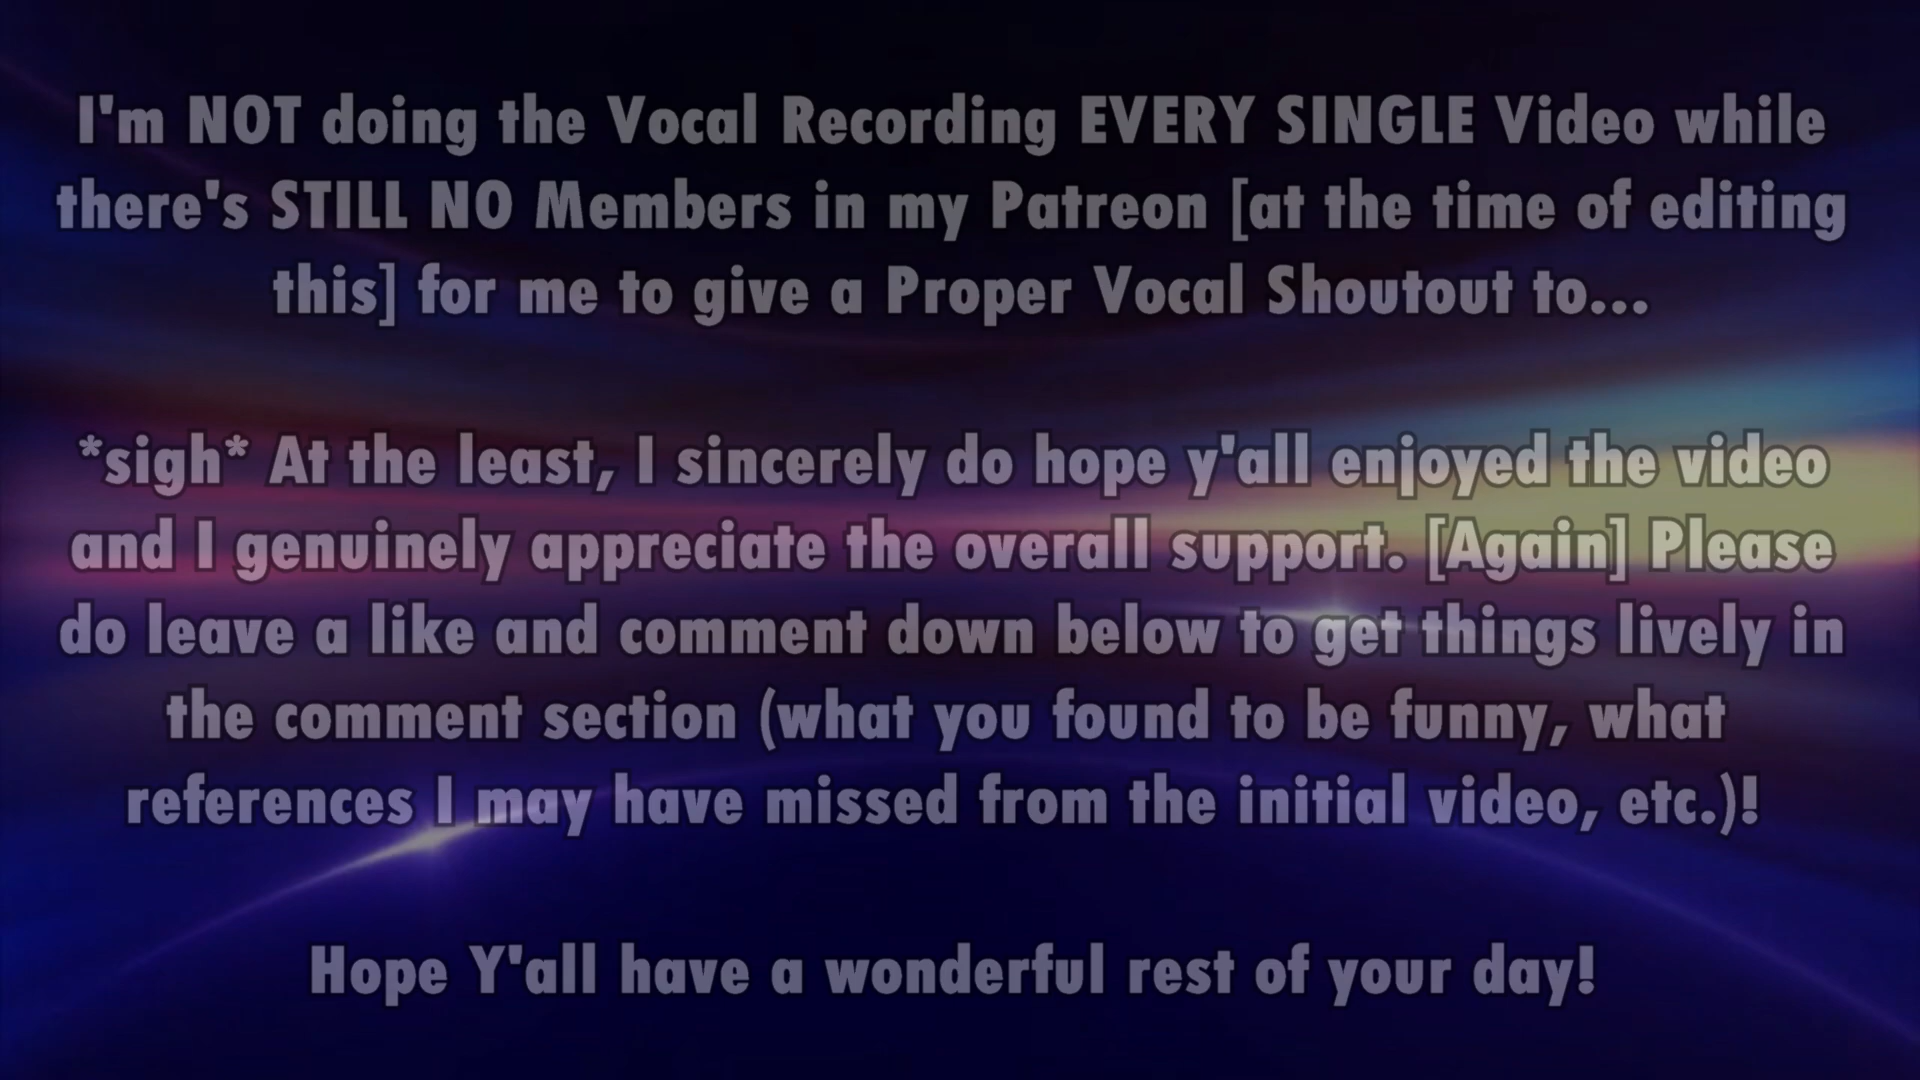 I'm NOT doing the Vocal Recording EVERY SINGLE Video while
there's STILL NO Members in my Patreon [at the time of editing
this] for me to give a Proper Vocal Shoutout to...
*sigh* At the least, I sincerely do hope y'all enjoyed the video
and I genuinely appreciate the overall support. [Again] Please
do leave a like and comment down below to get things lively in
the comment section (what you found to be funny, what
references I may have missed from the initial video, etc.)!
Hope Y'all have a wonderful rest of your day!